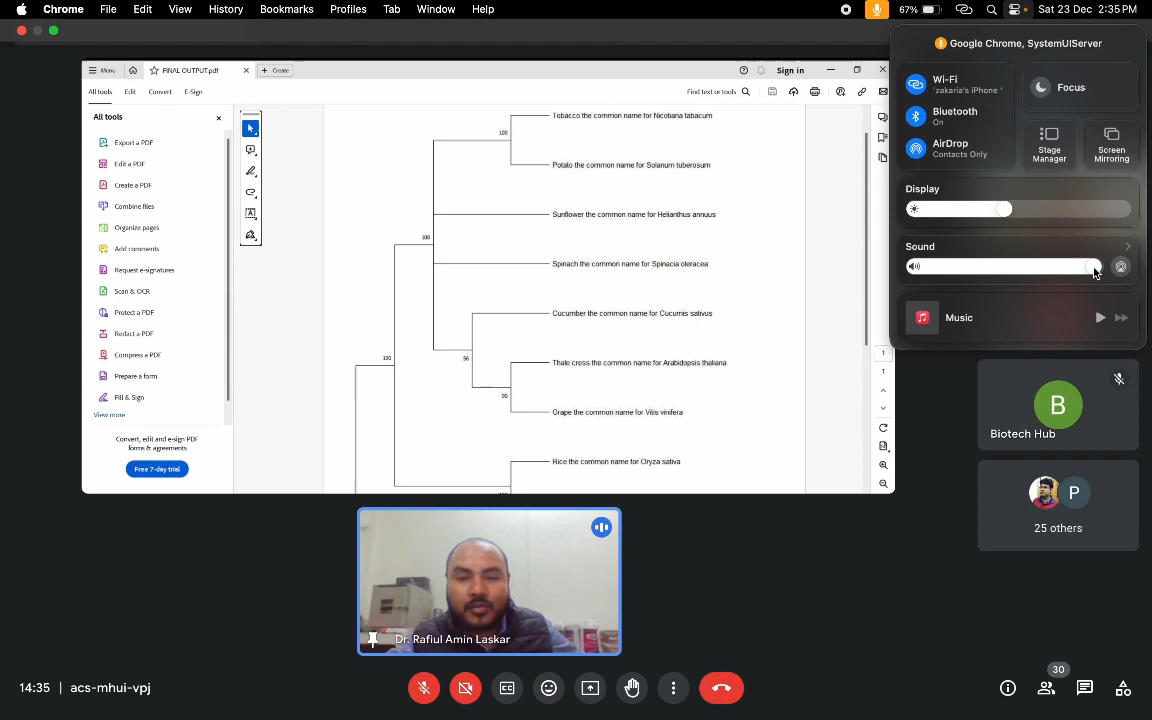 Chrome File Edit View History Bookmarks Profiles Tab Window Help 67% Sat 23 Dec 2:35 PM
Google Chrome, SystemUIServer
Wi-Fi
'zakaria's iPhone'
Focus
Bluetooth
On
AirDrop
Contacts Only
Stage Manager
Screen Mirroring
Display
Sound
Music
Menu FINAL OUTPUT.pdf + Create Sign in
All tools Edit Convert E-Sign Find text or tools
All tools
Export a PDF
Edit a PDF
Create a PDF
Combine files
Organize pages
Add comments
Request e-signatures
Scan & OCR
Protect a PDF
Redact a PDF
Compress a PDF
Prepare a form
Fill & Sign
View more
Convert, edit and e-sign PDF
forms & agreements
Free 7-day trial
Tobacco the common name for Nicotiana tabacum
100
Potato the common name for Solanum tuberosum
Sunflower the common name for Helianthus annuus
100
Spinach the common name for Spinacia oleracea
Cucumber the common name for Cucumis sativus
100
56
Thale cress the common name for Arabidopsis thaliana
99
Grape the common name for Vitis vinifera
Rice the common name for Oryza sativa
1
1
B
Biotech Hub
P
25 others
Dr. Rafiul Amin Laskar
14:35 | acs-mhui-vpj
30